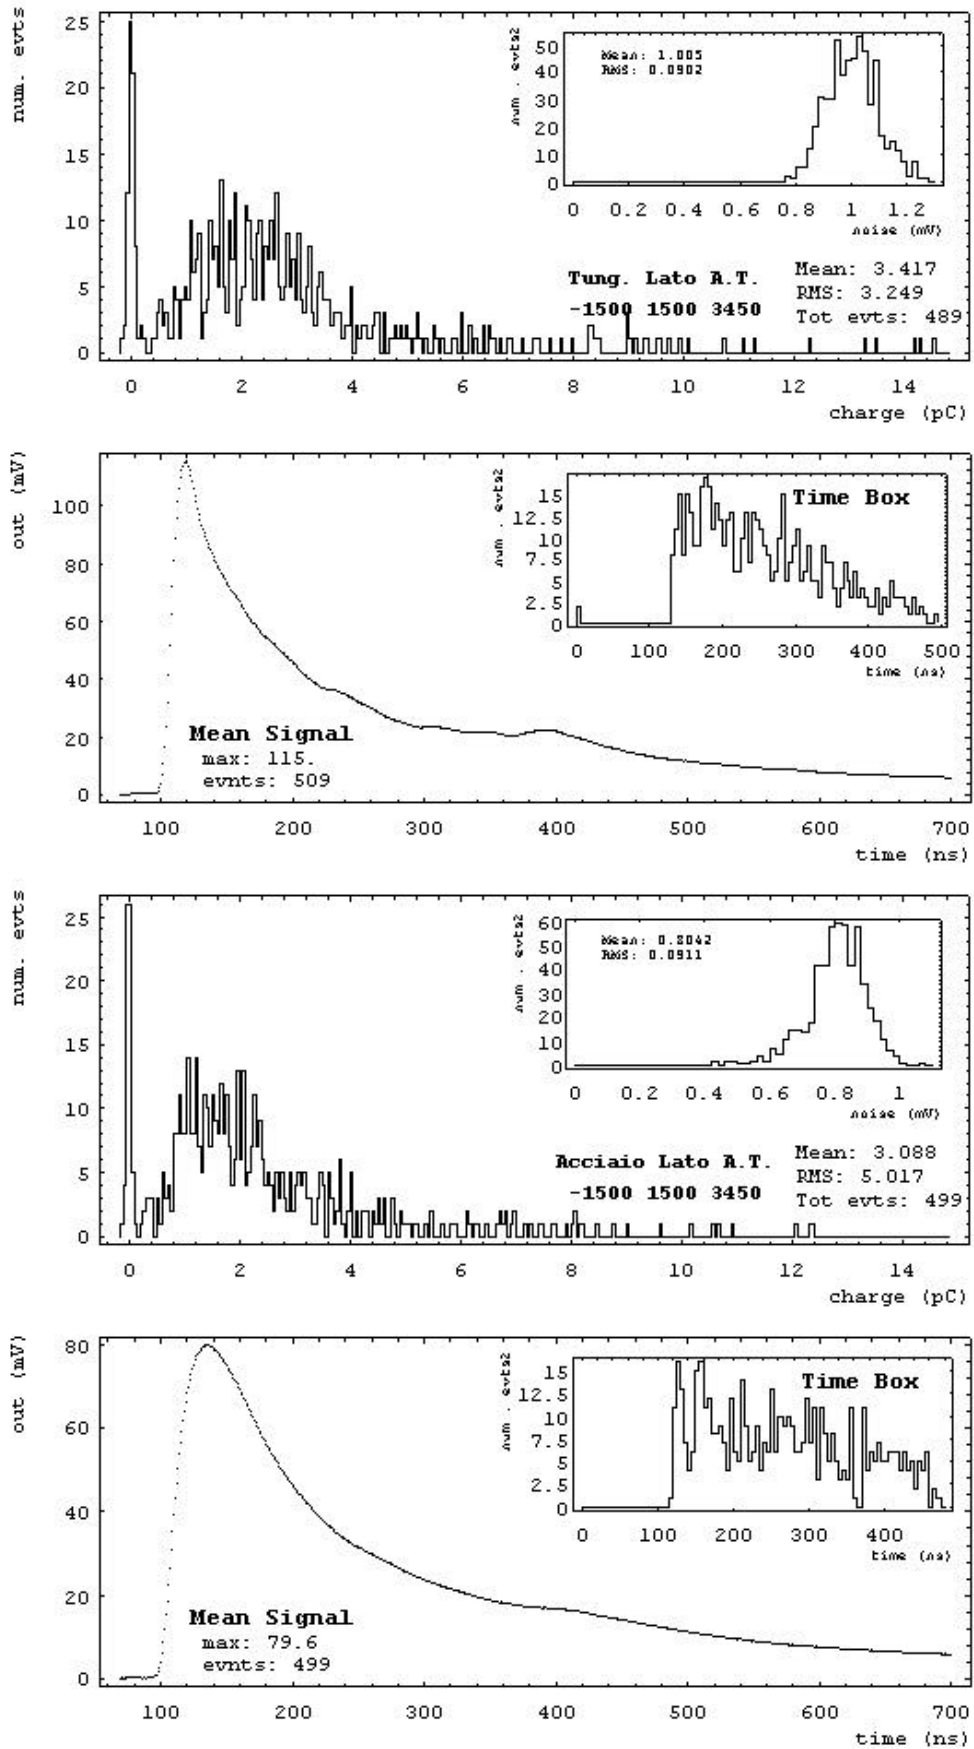 num. evts
25
20
15
10
5
0
0 2 4 6 8 10 12 14
charge (pC)
num. evts2
50
40
30
20
10
0
Mean: 1.005
RMS: 0.0902
0 0.2 0.4 0.6 0.8 1 1.2
noise (mV)
Tung. Lato A.T.
-1500 1500 3450
Mean: 3.417
RMS: 3.249
Tot evts: 489
out (mV)
100
80
60
40
20
0
Mean Signal
max: 115.
evnts: 509
100 200 300 400 500 600 700
time (ns)
num. evts2
15
12.5
10
7.5
5
2.5
0
Time Box
0 100 200 300 400 500
time (ns)
num. evts
25
20
15
10
5
0
0 2 4 6 8 10 12 14
charge (pC)
num. evts2
60
50
40
30
20
10
0
Mean: 0.8042
RMS: 0.0911
0 0.2 0.4 0.6 0.8 1
noise (mV)
Acciaio Lato A.T.
-1500 1500 3450
Mean: 3.088
RMS: 5.017
Tot evts: 499
out (mV)
80
60
40
20
0
Mean Signal
max: 79.6
evnts: 499
100 200 300 400 500 600 700
time (ns)
num. evts2
15
12.5
10
7.5
5
2.5
0
Time Box
0 100 200 300 400
time (ns)